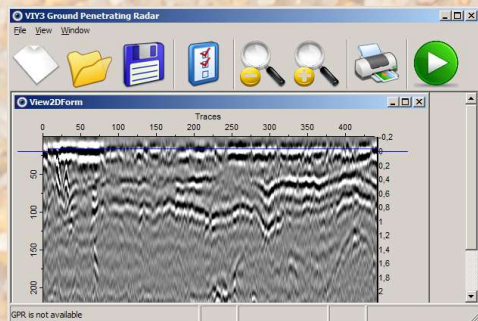 VIY3 Ground Penetrating Radar
File View Window
View2DForm
Traces
0 50 100 150 200 250 300 350 400
50
100
150
200
-0,2
0
0,2
0,4
0,6
0,8
1
1,2
1,4
1,6
1,8
2
GPR is not available